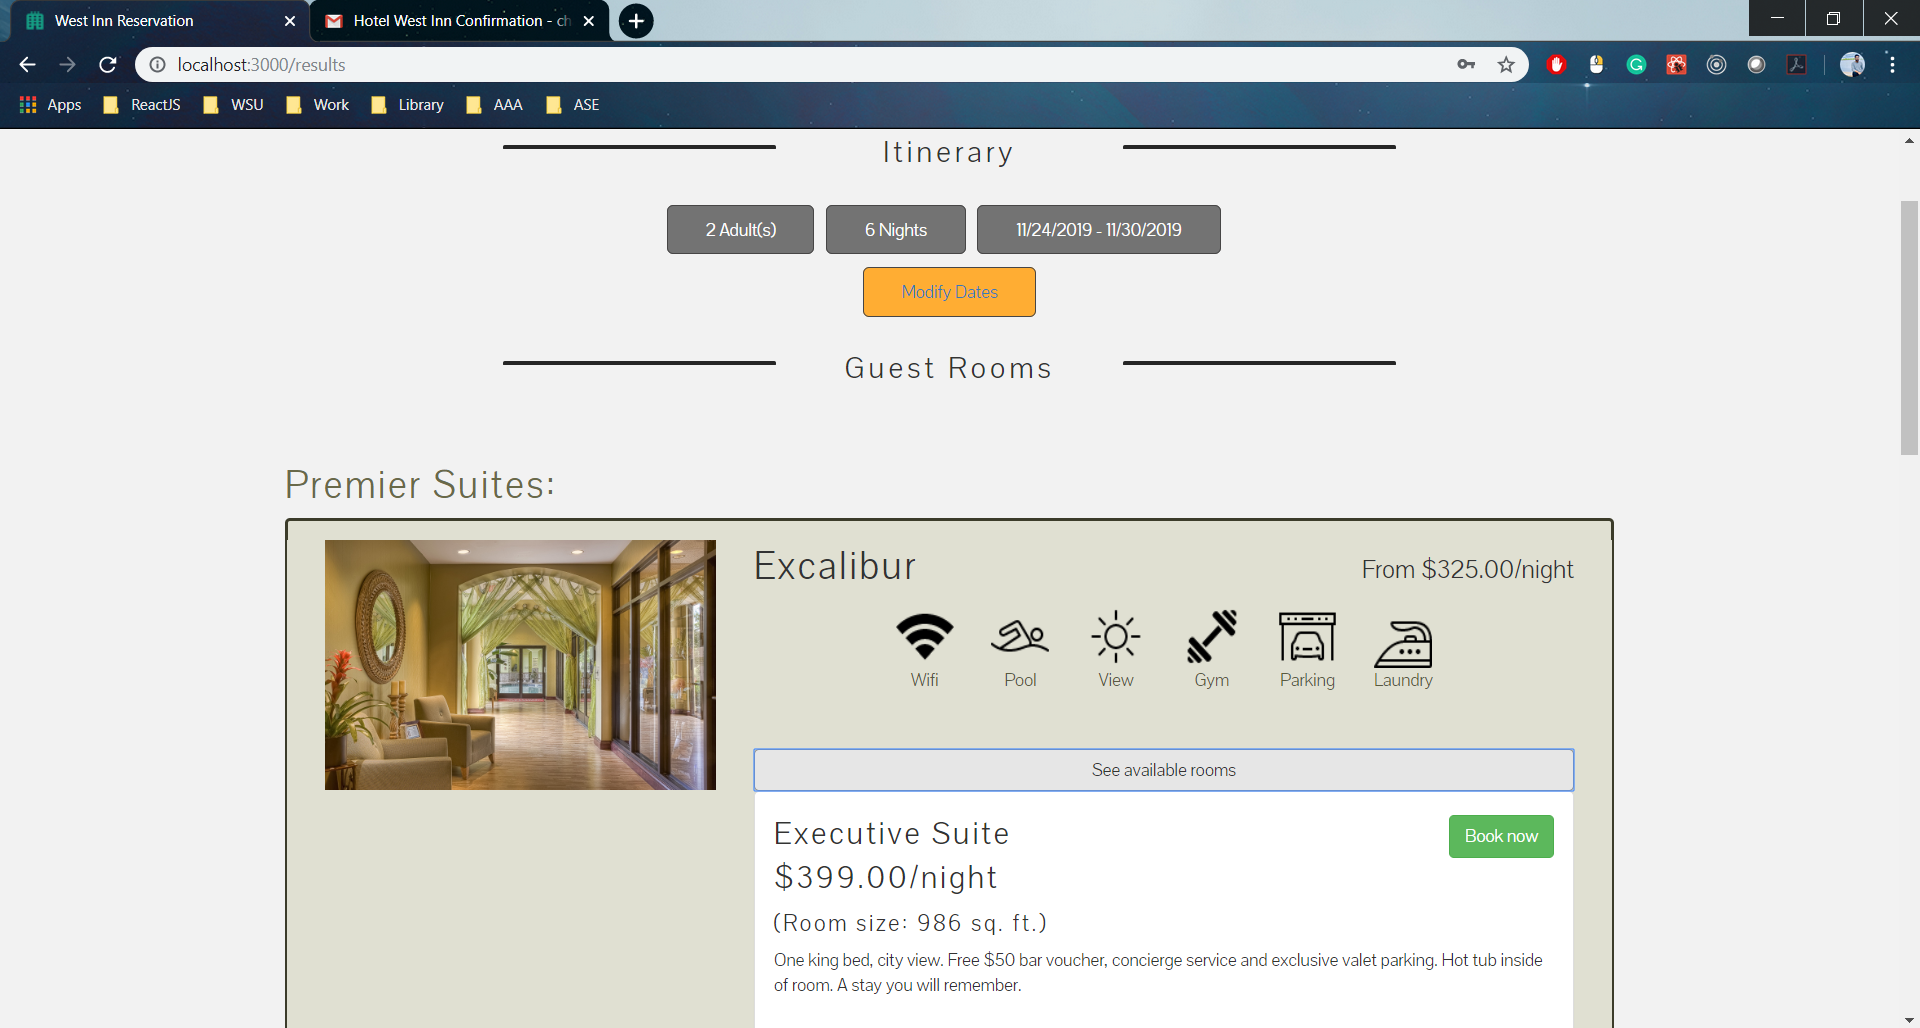 West Inn Reservation
Hotel West Inn Confirmation - ch
localhost:3000/results
Apps ReactJS WSU Work Library AAA ASE
Itinerary
2 Adult(s) 6 Nights 11/24/2019 - 11/30/2019
Modify Dates
Guest Rooms
Premier Suites:
Excalibur
From $325.00/night
Wifi Pool View Gym Parking Laundry
See available rooms
Executive Suite
Book now
$399.00/night
(Room size: 986 sq. ft.)
One king bed, city view. Free $50 bar voucher, concierge service and exclusive valet parking. Hot tub inside
of room. A stay you will remember.